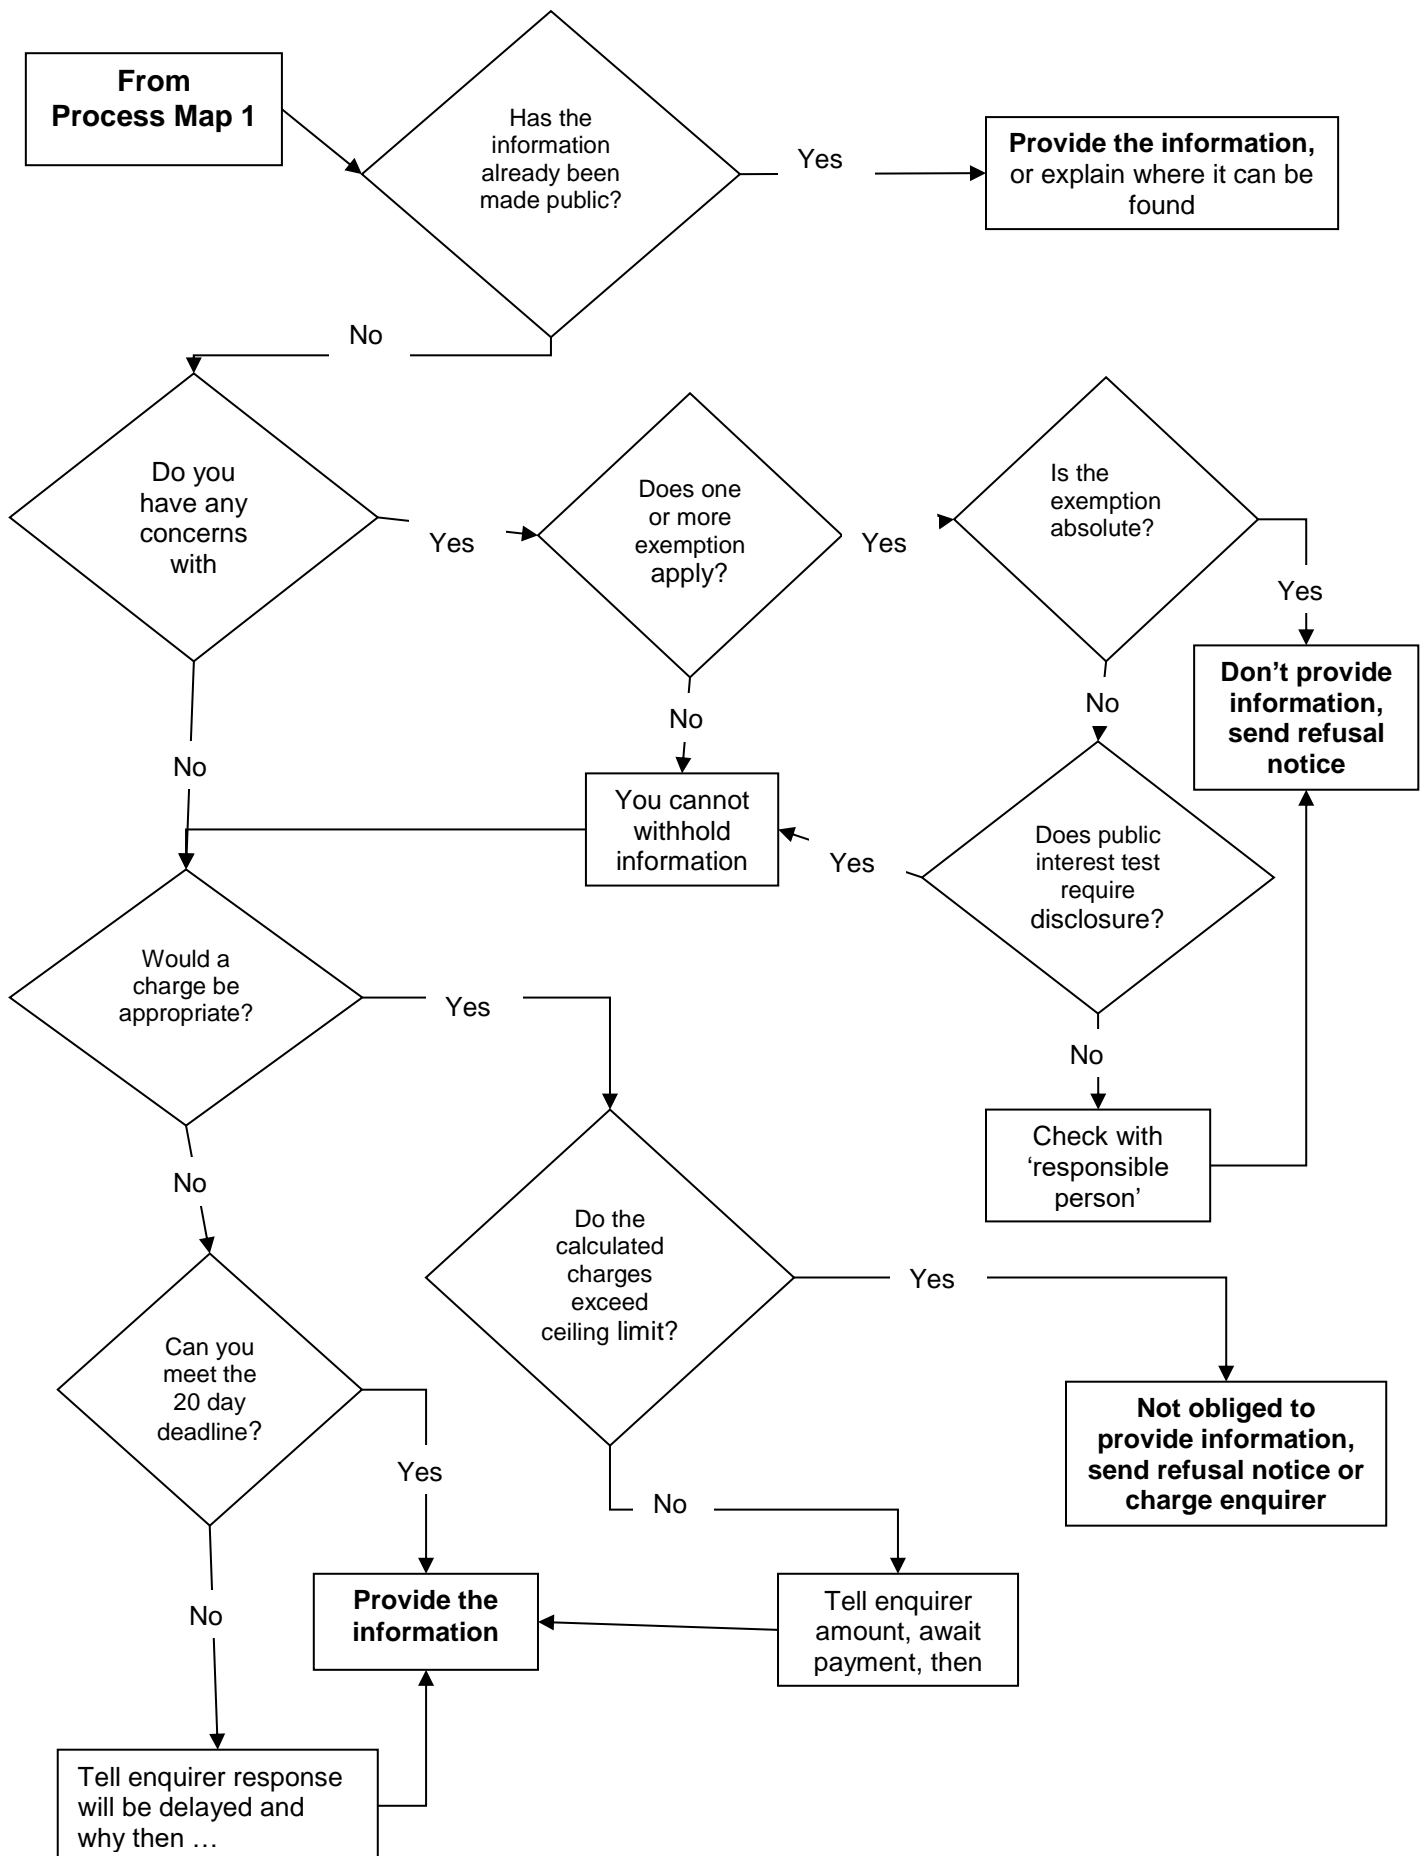 From
Process Map 1
Has the
information
already been
made public?
Yes
Provide the information,
or explain where it can be
found
No
Do you
have any
concerns
with
Yes
Does one
or more
exemption
apply?
Yes
Is the
exemption
absolute?
Yes
Don’t provide
information,
send refusal
notice
No
No
No
You cannot
withhold
information
Yes
Does public
interest test
require
disclosure?
Would a
charge be
appropriate?
Yes
No
Check with
‘responsible
person’
No
Do the
calculated
charges
exceed
ceiling limit?
Yes
Can you
meet the
20 day
deadline?
Not obliged to
provide information,
send refusal notice or
charge enquirer
Yes
No
No
Provide the
information
Tell enquirer
amount, await
payment, then
Tell enquirer response
will be delayed and
why then …